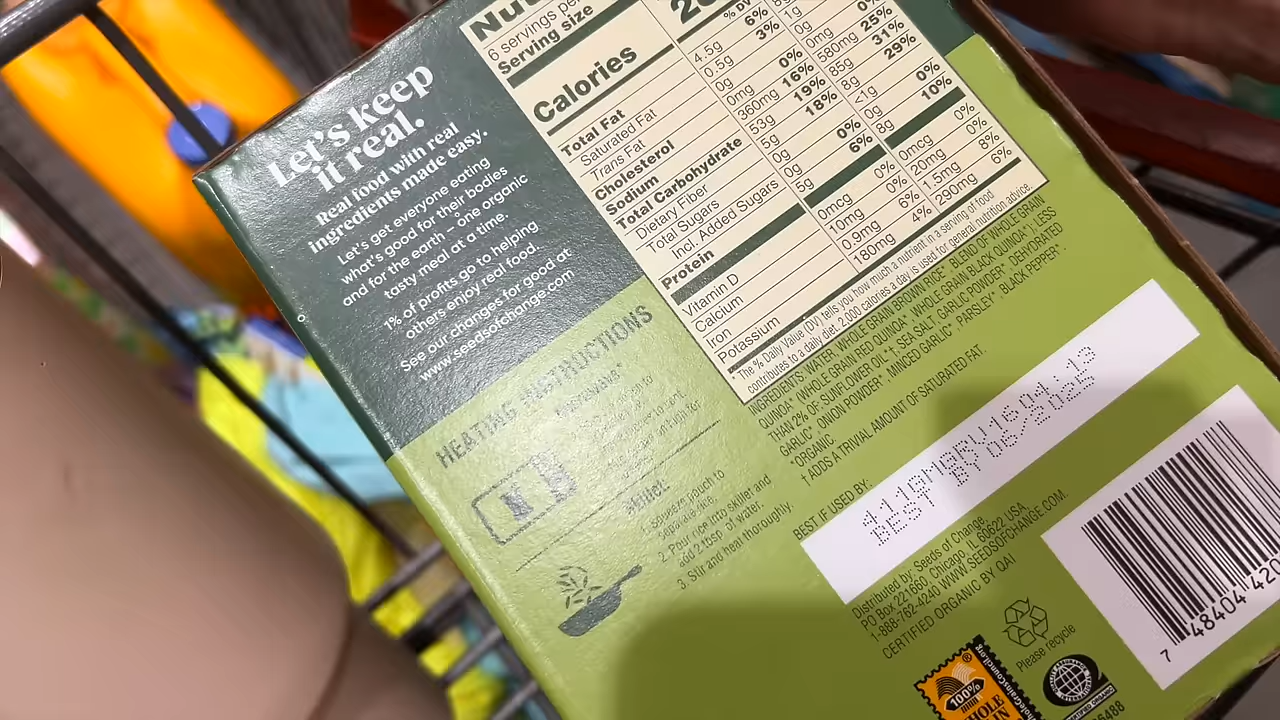 Let's keep
it real.
Real food with real
ingredients made easy.
Let's get everyone eating
what's good for their bodies
and for the earth – one organic
tasty meal at a time.
1% of profits go to helping
others enjoy real food.
See our changes for good at
www.seedsofchange.com
6 servings per
Serving size
Calories
% DV
Total Fat 4.5g 6% 8g
Saturated Fat 0.5g 3% 1g
Trans Fat 0g 0g
Cholesterol 0mg 0% 0mg 0%
Sodium 360mg 16% 580mg 25%
Total Carbohydrate 53g 19% 85g 31%
Dietary Fiber 5g 18% 8g 29%
Total Sugars 0g <1g
Incl. Added Sugars 0g 0% 0g 0%
Protein 5g 6% 8g 10%
Vitamin D 0mcg 0% 0mcg 0%
Calcium 10mg 0% 20mg 0%
Iron 0.9mg 6% 1.5mg 8%
Potassium 180mg 4% 290mg 6%
* The % Daily Value (DV) tells you how much a nutrient in a serving of food
contributes to a daily diet. 2,000 calories a day is used for general nutrition advice.
INGREDIENTS: WATER, WHOLE GRAIN BROWN RICE*, BLEND OF WHOLE GRAIN
QUINOA* (WHOLE GRAIN RED QUINOA*, WHOLE GRAIN BLACK QUINOA*); LESS
THAN 2% OF: SUNFLOWER OIL*†, SEA SALT, GARLIC POWDER*, DEHYDRATED
GARLIC*, ONION POWDER*, MINCED GARLIC*, PARSLEY*, BLACK PEPPER*.
*ORGANIC
† ADDS A TRIVIAL AMOUNT OF SATURATED FAT.
HEATING INSTRUCTIONS
Skillet:
1. Squeeze pouch to
separate rice.
2. Pour rice into skillet and
add 2 tbsp. of water.
3. Stir and heat thoroughly.
BEST IF USED BY:
BEST BY 06/2025
Distributed by: Seeds of Change,
PO Box 221660, Chicago, IL 60622 USA.
1-888-762-4240 WWW.SEEDSOFCHANGE.COM.
CERTIFIED ORGANIC BY QAI
Please recycle
WholeGrainsCouncil.org
100%
7 48404 420